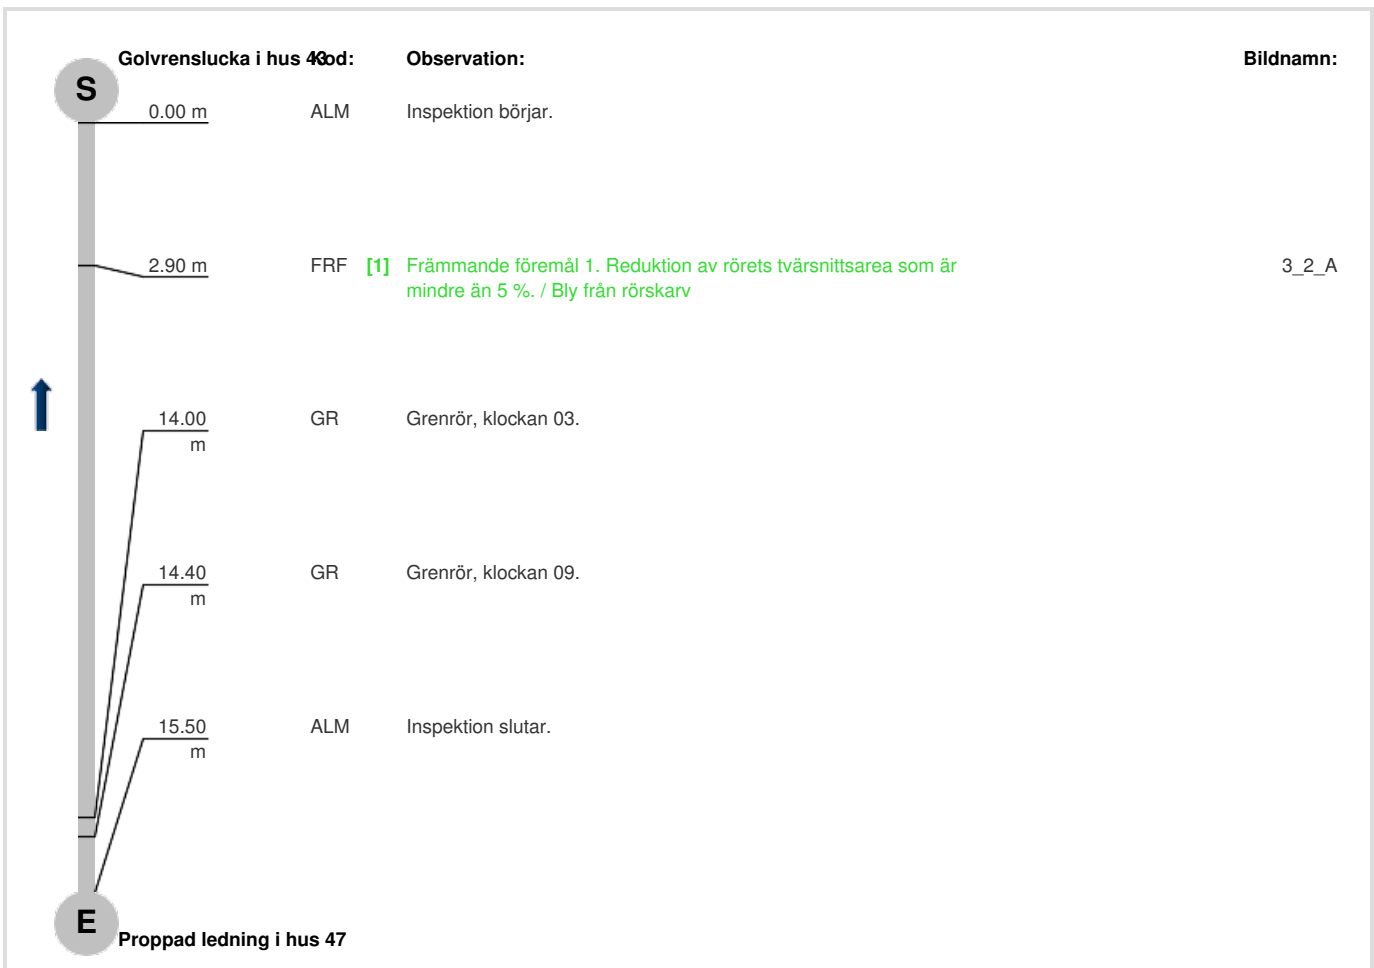 S
Golvrenslucka i hus 43 Kod: Observation: Bildnamn:
0.00 m ALM Inspektion börjar.
2.90 m FRF [1] Främmande föremål 1. Reduktion av rörets tvärsnittsarea som är 3_2_A
mindre än 5 %. / Bly från rörskarv
14.00 GR Grenrör, klockan 03.
m
14.40 GR Grenrör, klockan 09.
m
15.50 ALM Inspektion slutar.
m
E
Proppad ledning i hus 47